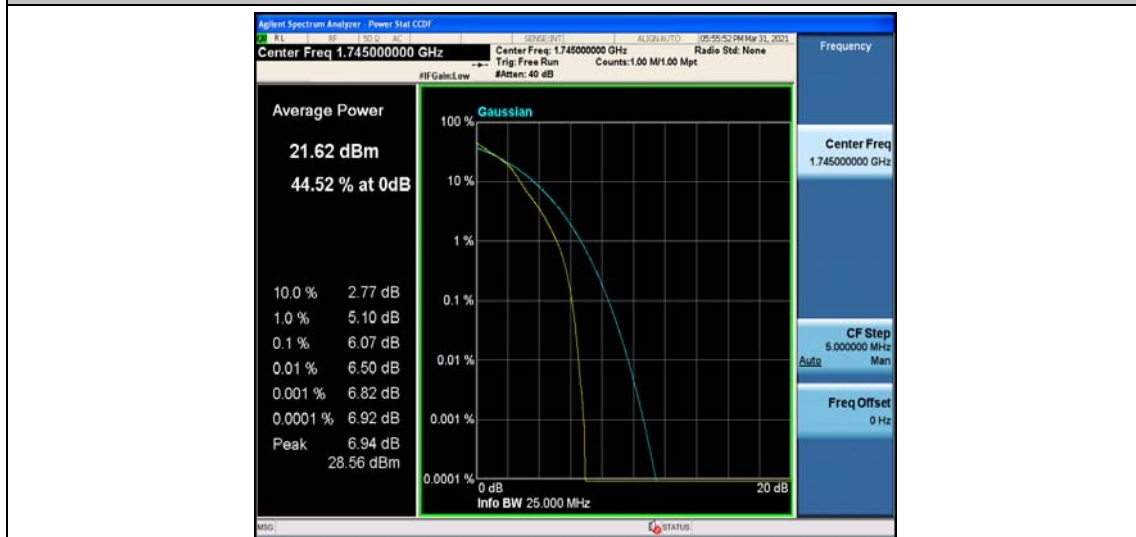 Agilent Spectrum Analyzer - Power Stat CCDF
RL RF 50 Ω AC SENSE:INT ALIGN AUTO 05:55:52 PM Mar 31, 2021
Center Freq 1.745000000 GHz
Center Freq: 1.745000000 GHz Radio Std: None
Trig: Free Run Counts:1.00 M/1.00 Mpt
#IFGain:Low #Atten: 40 dB
Frequency
Average Power
21.62 dBm
44.52 % at 0dB
10.0 % 2.77 dB
1.0 % 5.10 dB
0.1 % 6.07 dB
0.01 % 6.50 dB
0.001 % 6.82 dB
0.0001 % 6.92 dB
Peak 6.94 dB
28.56 dBm
Gaussian
100 %
10 %
1 %
0.1 %
0.01 %
0.001 %
0.0001 %
0 dB 20 dB
Info BW 25.000 MHz
Center Freq
1.745000000 GHz
CF Step
5.000000 MHz
Auto Man
Freq Offset
0 Hz
MSG STATUS